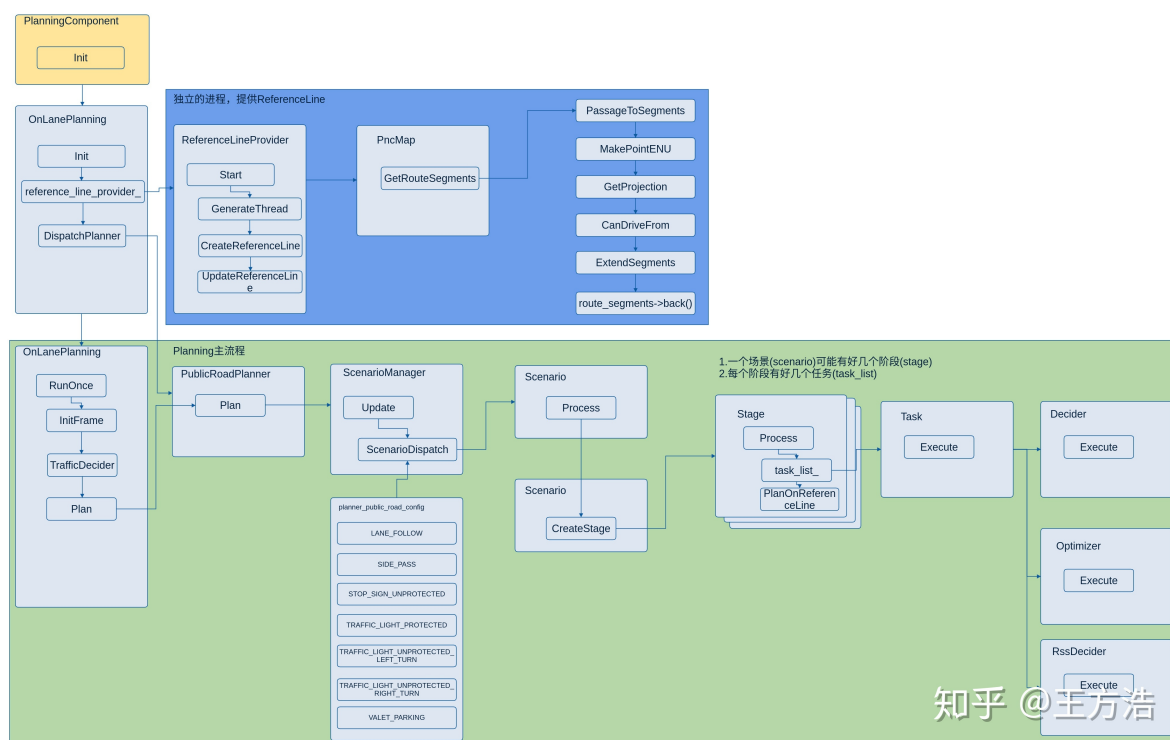 PlanningComponent
Init
OnLanePlanning
Init
reference_line_provider_
DispatchPlanner
独立的进程，提供ReferenceLine
ReferenceLineProvider
Start
GenerateThread
CreateReferenceLine
UpdateReferenceLin
e
PncMap
GetRouteSegments
PassageToSegments
MakePointENU
GetProjection
CanDriveFrom
ExtendSegments
route_segments->back()
Planning主流程
OnLanePlanning
RunOnce
InitFrame
TrafficDecider
Plan
PublicRoadPlanner
Plan
ScenarioManager
Update
ScenarioDispatch
planner_public_road_config
LANE_FOLLOW
SIDE_PASS
STOP_SIGN_UNPROTECTED
TRAFFIC_LIGHT_PROTECTED
TRAFFIC_LIGHT_UNPROTECTED_
LEFT_TURN
TRAFFIC_LIGHT_UNPROTECTED_
RIGHT_TURN
VALET_PARKING
Scenario
Process
Scenario
CreateStage
1.一个场景(scenario)可能有好几个阶段(stage)
2.每个阶段有好几个任务(task_list)
Stage
Process
task_list_
PlanOnReferen
ceLine
Task
Execute
Decider
Execute
Optimizer
Execute
RssDecider
Execute
知乎 @王方浩